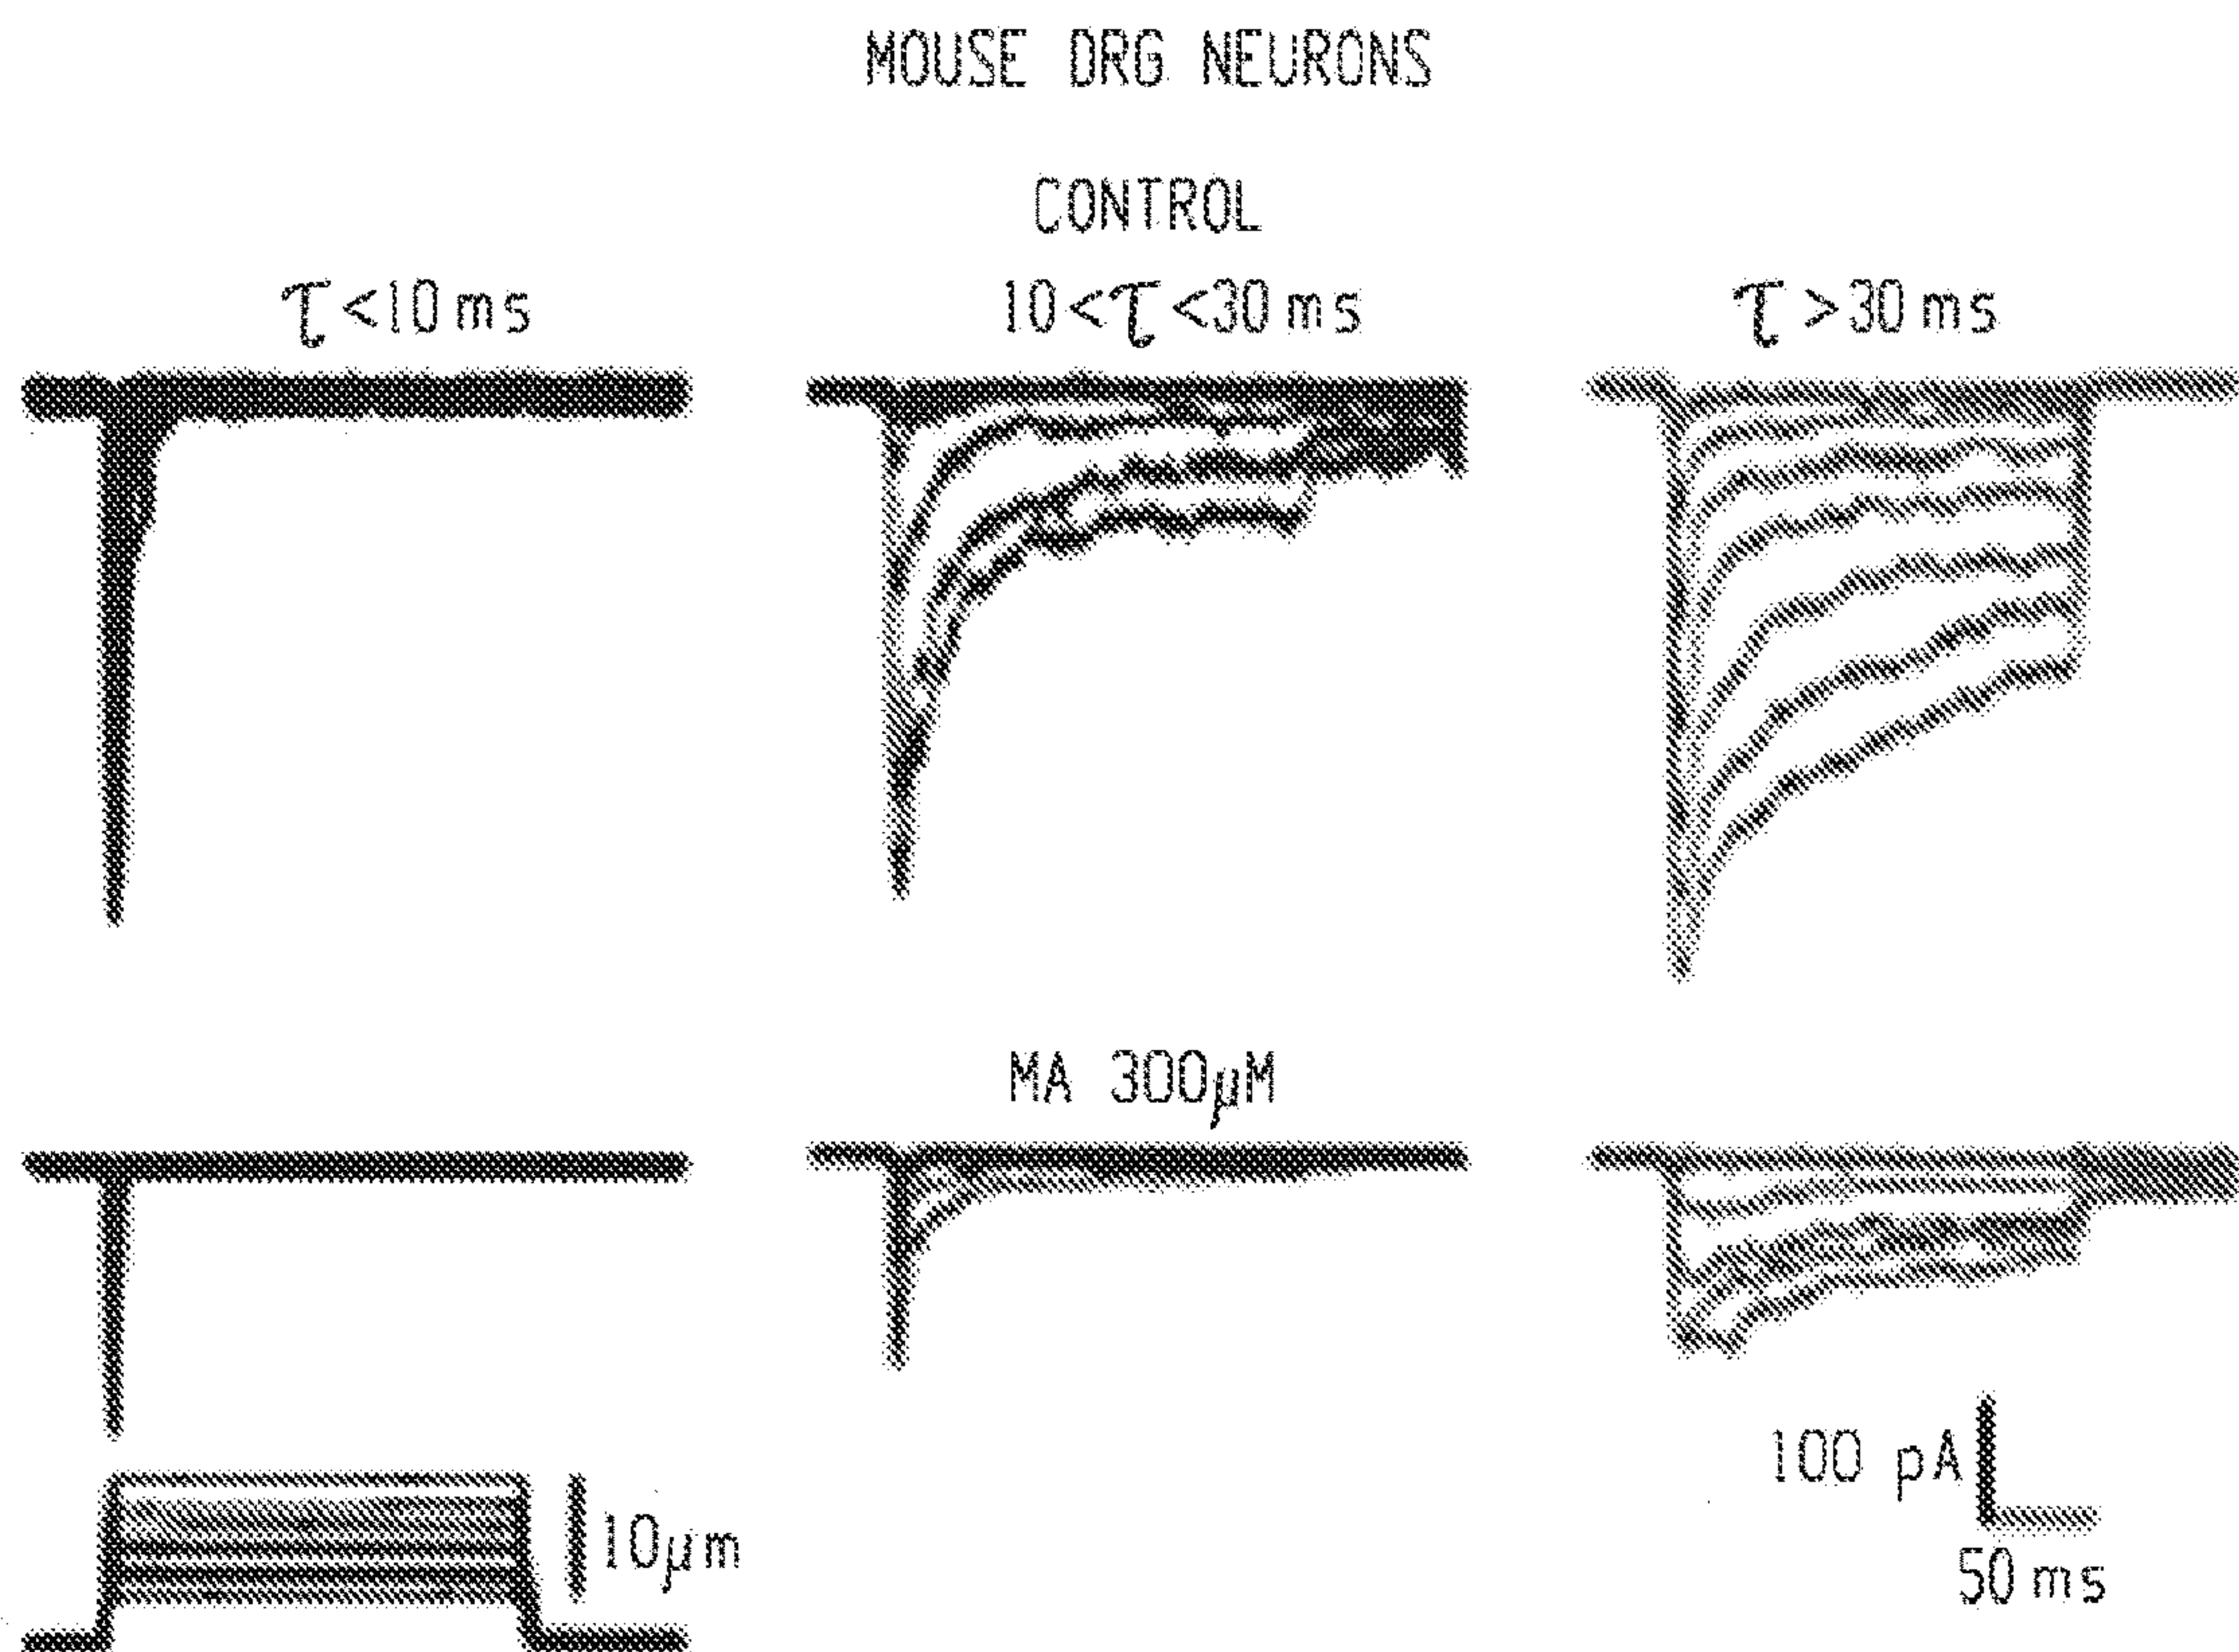 MOUSE DRG NEURONS
CONTROL
τ<10 ms
10<τ<30 ms
τ>30 ms
MA 300µM
10µm
100 pA
50 ms